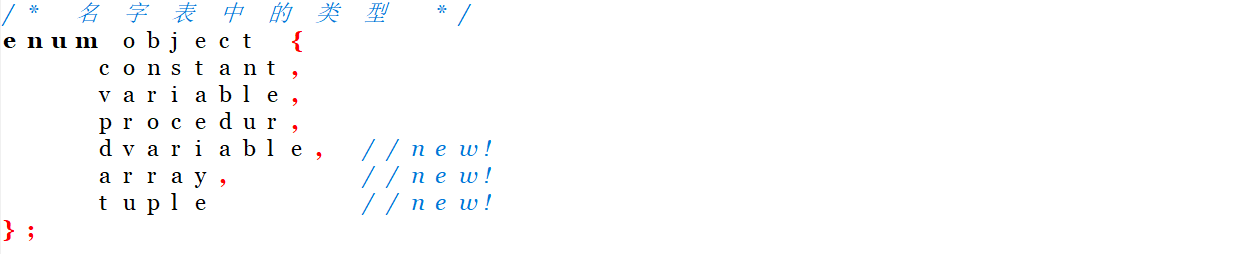 /* 名字表中的类型 */
enum object {
    constant,
    variable,
    procedur,
    dvariable, //new!
    array,     //new!
    tuple      //new!
};